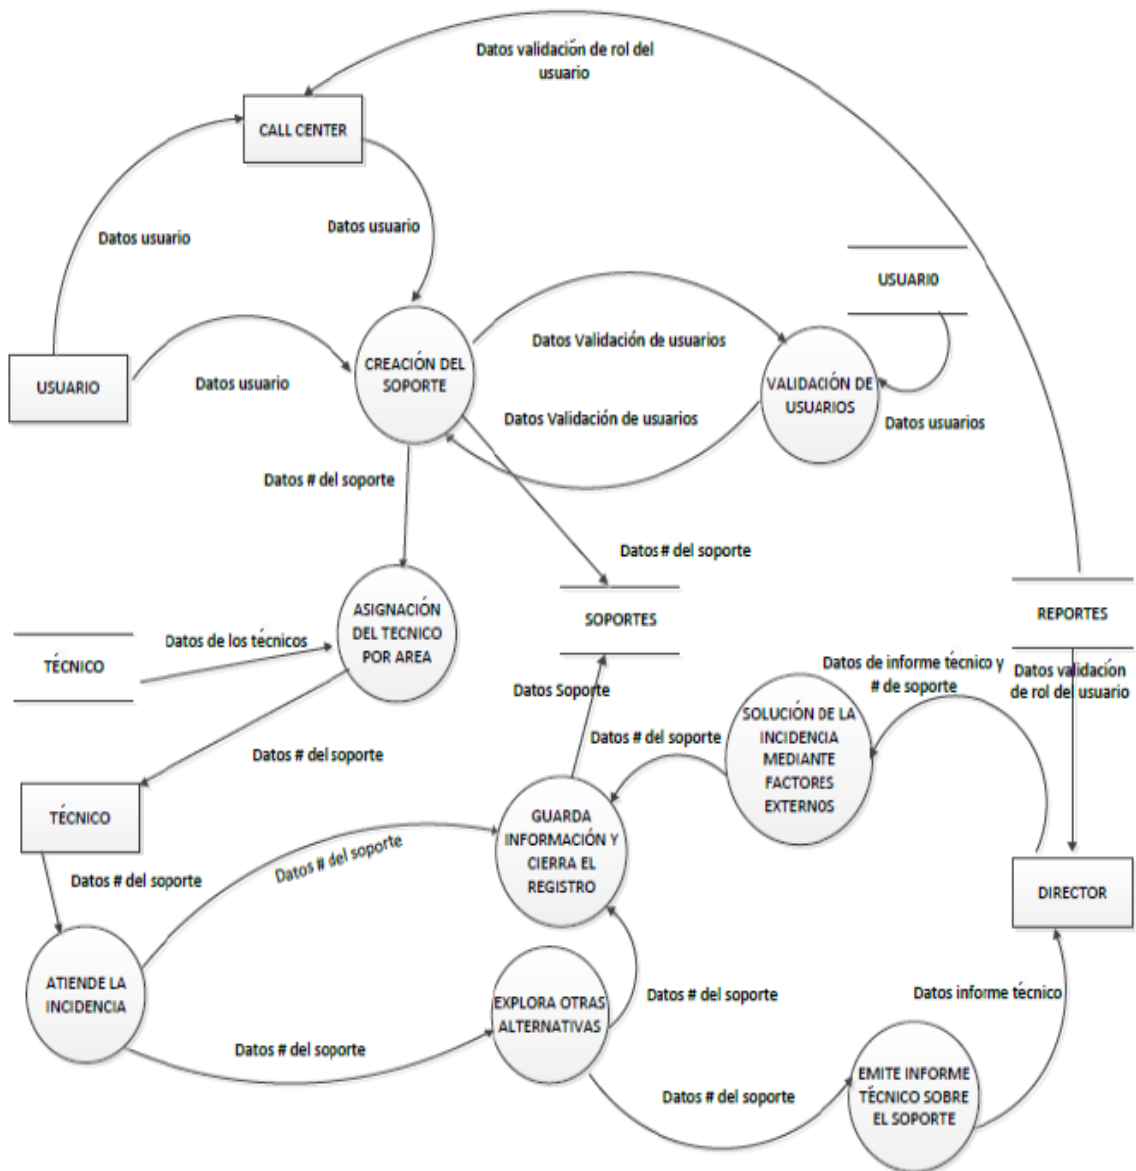 Datos validación de rol del
usuario
CALL CENTER
Datos usuario
Datos usuario
USUARIO
USUARIO
Datos usuario
CREACIÓN DEL
SOPORTE
Datos Validación de usuarios
Datos Validación de usuarios
VALIDACIÓN DE
USUARIOS
Datos usuarios
Datos # del soporte
Datos # del soporte
ASIGNACIÓN
DEL TECNICO
POR AREA
SOPORTES
REPORTES
TÉCNICO
Datos de los técnicos
Datos Soporte
Datos de informe técnico y
# de soporte
Datos validación
de rol del usuario
SOLUCIÓN DE LA
INCIDENCIA
MEDIANTE
FACTORES
EXTERNOS
Datos # del soporte
Datos # del soporte
TÉCNICO
GUARDA
INFORMACIÓN Y
CIERRA EL
REGISTRO
Datos # del soporte
Datos # del soporte
DIRECTOR
ATIENDE LA
INCIDENCIA
EXPLORA OTRAS
ALTERNATIVAS
Datos # del soporte
Datos informe técnico
Datos # del soporte
Datos # del soporte
EMITE INFORME
TÉCNICO SOBRE
EL SOPORTE